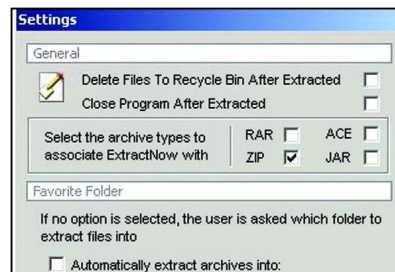 Settings
General
Delete Files To Recycle Bin After Extracted
Close Program After Extracted
Select the archive types to
associate ExtractNow with
RAR ACE
ZIP JAR
Favorite Folder
If no option is selected, the user is asked which folder to
extract files into
Automatically extract archives into: